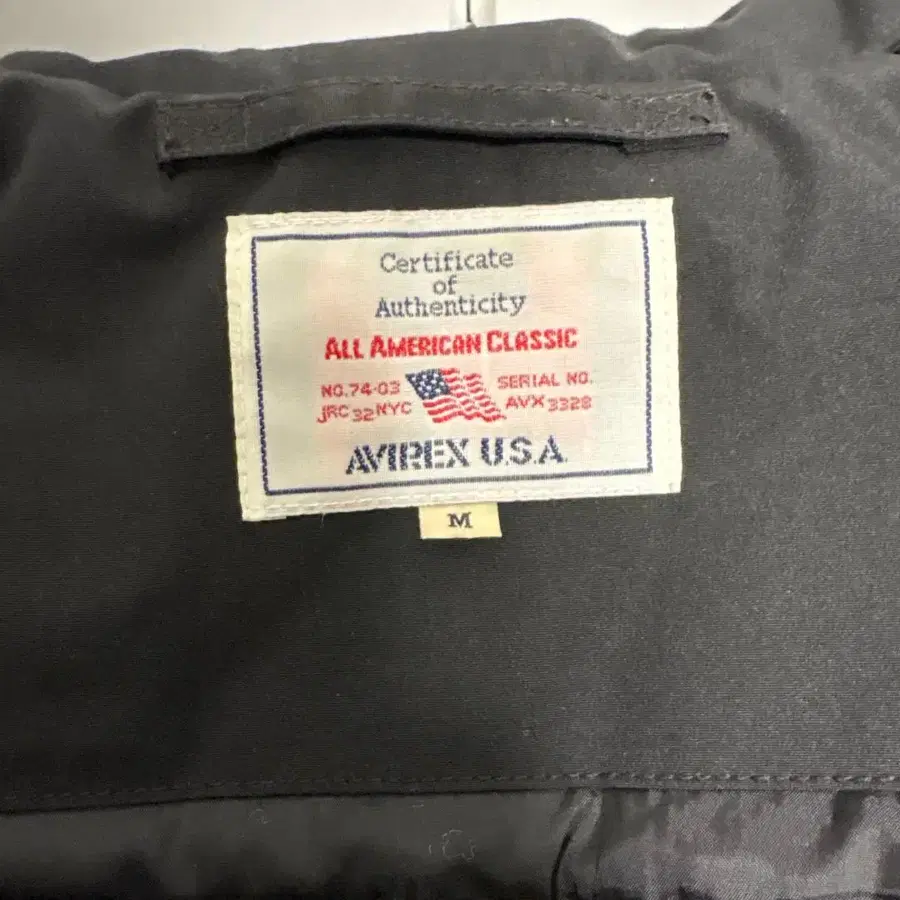 Certificate
of
Authenticity
ALL AMERICAN CLASSIC
NO.74-03 SERIAL NO.
JRC 32 NYC AVX 3328
AVIREX U.S.A.
M